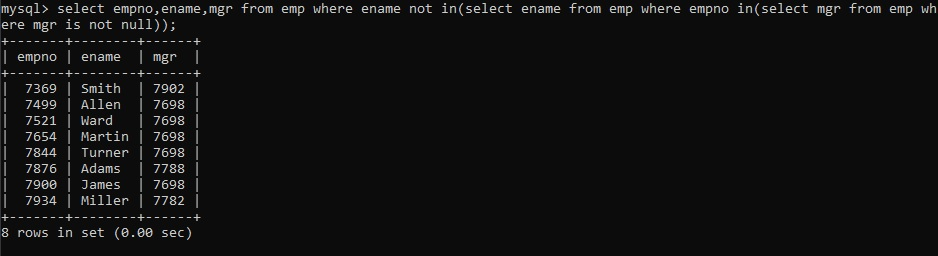 mysql> select empno,ename,mgr from emp where ename not in(select ename from emp where empno in(select mgr from emp wh
ere mgr is not null));
+-------+--------+------+
| empno | ename  | mgr  |
+-------+--------+------+
|  7369 | Smith  | 7902 |
|  7499 | Allen  | 7698 |
|  7521 | Ward   | 7698 |
|  7654 | Martin | 7698 |
|  7844 | Turner | 7698 |
|  7876 | Adams  | 7788 |
|  7900 | James  | 7698 |
|  7934 | Miller | 7782 |
+-------+--------+------+
8 rows in set (0.00 sec)